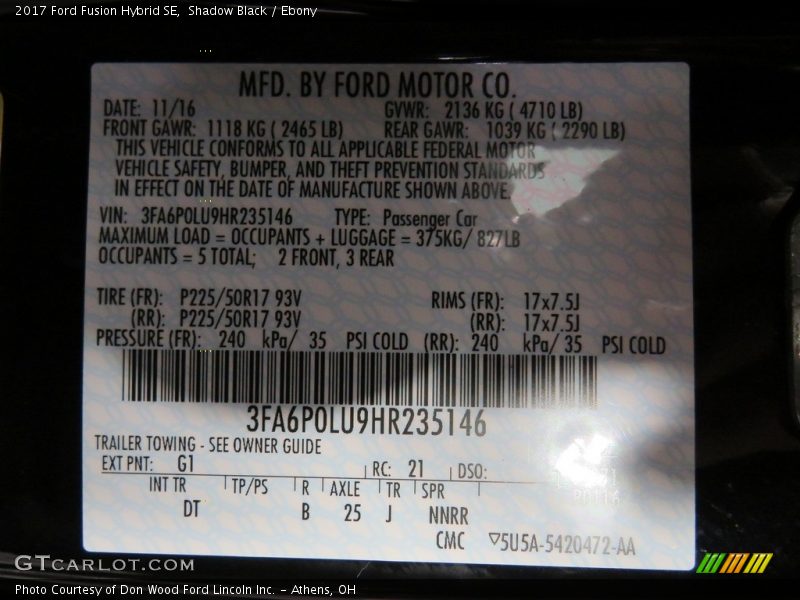 2017 Ford Fusion Hybrid SE, Shadow Black / Ebony
MFD. BY FORD MOTOR CO.
DATE: 11/16 GVWR: 2136 KG ( 4710 LB)
FRONT GAWR: 1118 KG ( 2465 LB) REAR GAWR: 1039 KG ( 2290 LB)
THIS VEHICLE CONFORMS TO ALL APPLICABLE FEDERAL MOTOR
VEHICLE SAFETY, BUMPER, AND THEFT PREVENTION STANDARDS
IN EFFECT ON THE DATE OF MANUFACTURE SHOWN ABOVE.
VIN: 3FA6P0LU9HR235146 TYPE: Passenger Car
MAXIMUM LOAD = OCCUPANTS + LUGGAGE = 375KG/ 827LB
OCCUPANTS = 5 TOTAL; 2 FRONT, 3 REAR
TIRE (FR): P225/50R17 93V RIMS (FR): 17x7.5J
(RR): P225/50R17 93V (RR): 17x7.5J
PRESSURE (FR): 240 kPa/ 35 PSI COLD (RR): 240 kPa/ 35 PSI COLD
3FA6P0LU9HR235146
TRAILER TOWING - SEE OWNER GUIDE
EXT PNT: G1 RC: 21 DSO:
INT TR TP/PS R AXLE TR SPR
DT B 25 J NNRR
CMC ▽5U5A-5420472-AA
GTCARLOT.COM
Photo Courtesy of Don Wood Ford Lincoln Inc. - Athens, OH